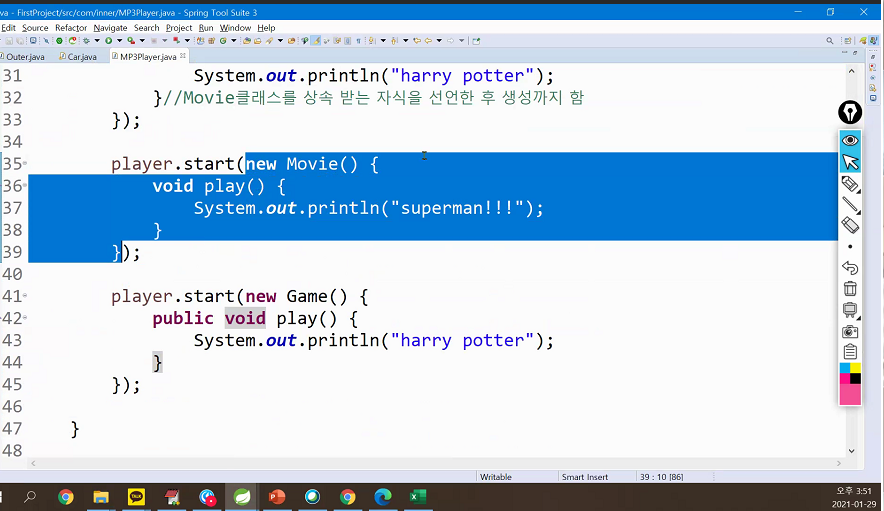 va - FirstProject/src/com/inner/MP3Player.java - Spring Tool Suite 3
Edit Source Refactor Navigate Search Project Run Window Help
Outer.java Car.java MP3Player.java
31 System.out.println("harry potter");
32 }//Movie클래스를 상속 받는 자식을 선언한 후 생성까지 함
33 });
34
35 player.start(new Movie() {
36 void play() {
37 System.out.println("superman!!!");
38 }
39 });
40
41 player.start(new Game() {
42 public void play() {
43 System.out.println("harry potter");
44 }
45 });
46
47 }
48
Writable Smart Insert 39 : 10 [86]
TALK
오후 3:51
2021-01-29